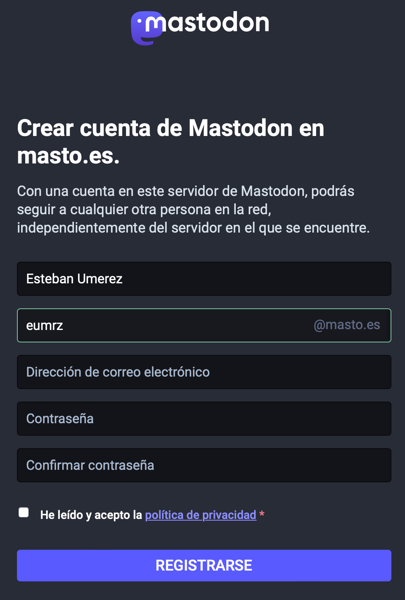 mastodon
Crear cuenta de Mastodon en
masto.es.
Con una cuenta en este servidor de Mastodon, podrás
seguir a cualquier otra persona en la red,
independientemente del servidor en el que se encuentre.
Esteban Umerez
eumrz @masto.es
Dirección de correo electrónico
Contraseña
Confirmar contraseña
He leído y acepto la política de privacidad *
REGISTRARSE